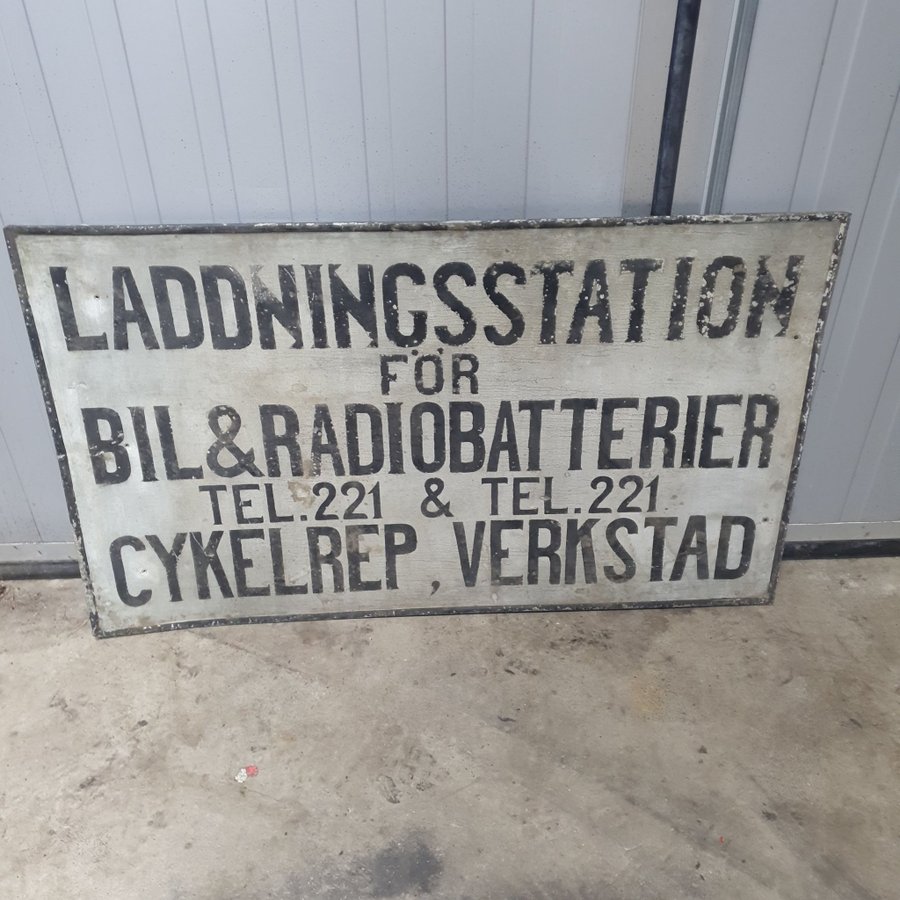 LADDNINGSSTATION
FÖR
BIL&RADIOBATTERIER
TEL.221 & TEL.221
CYKELREP, VERKSTAD